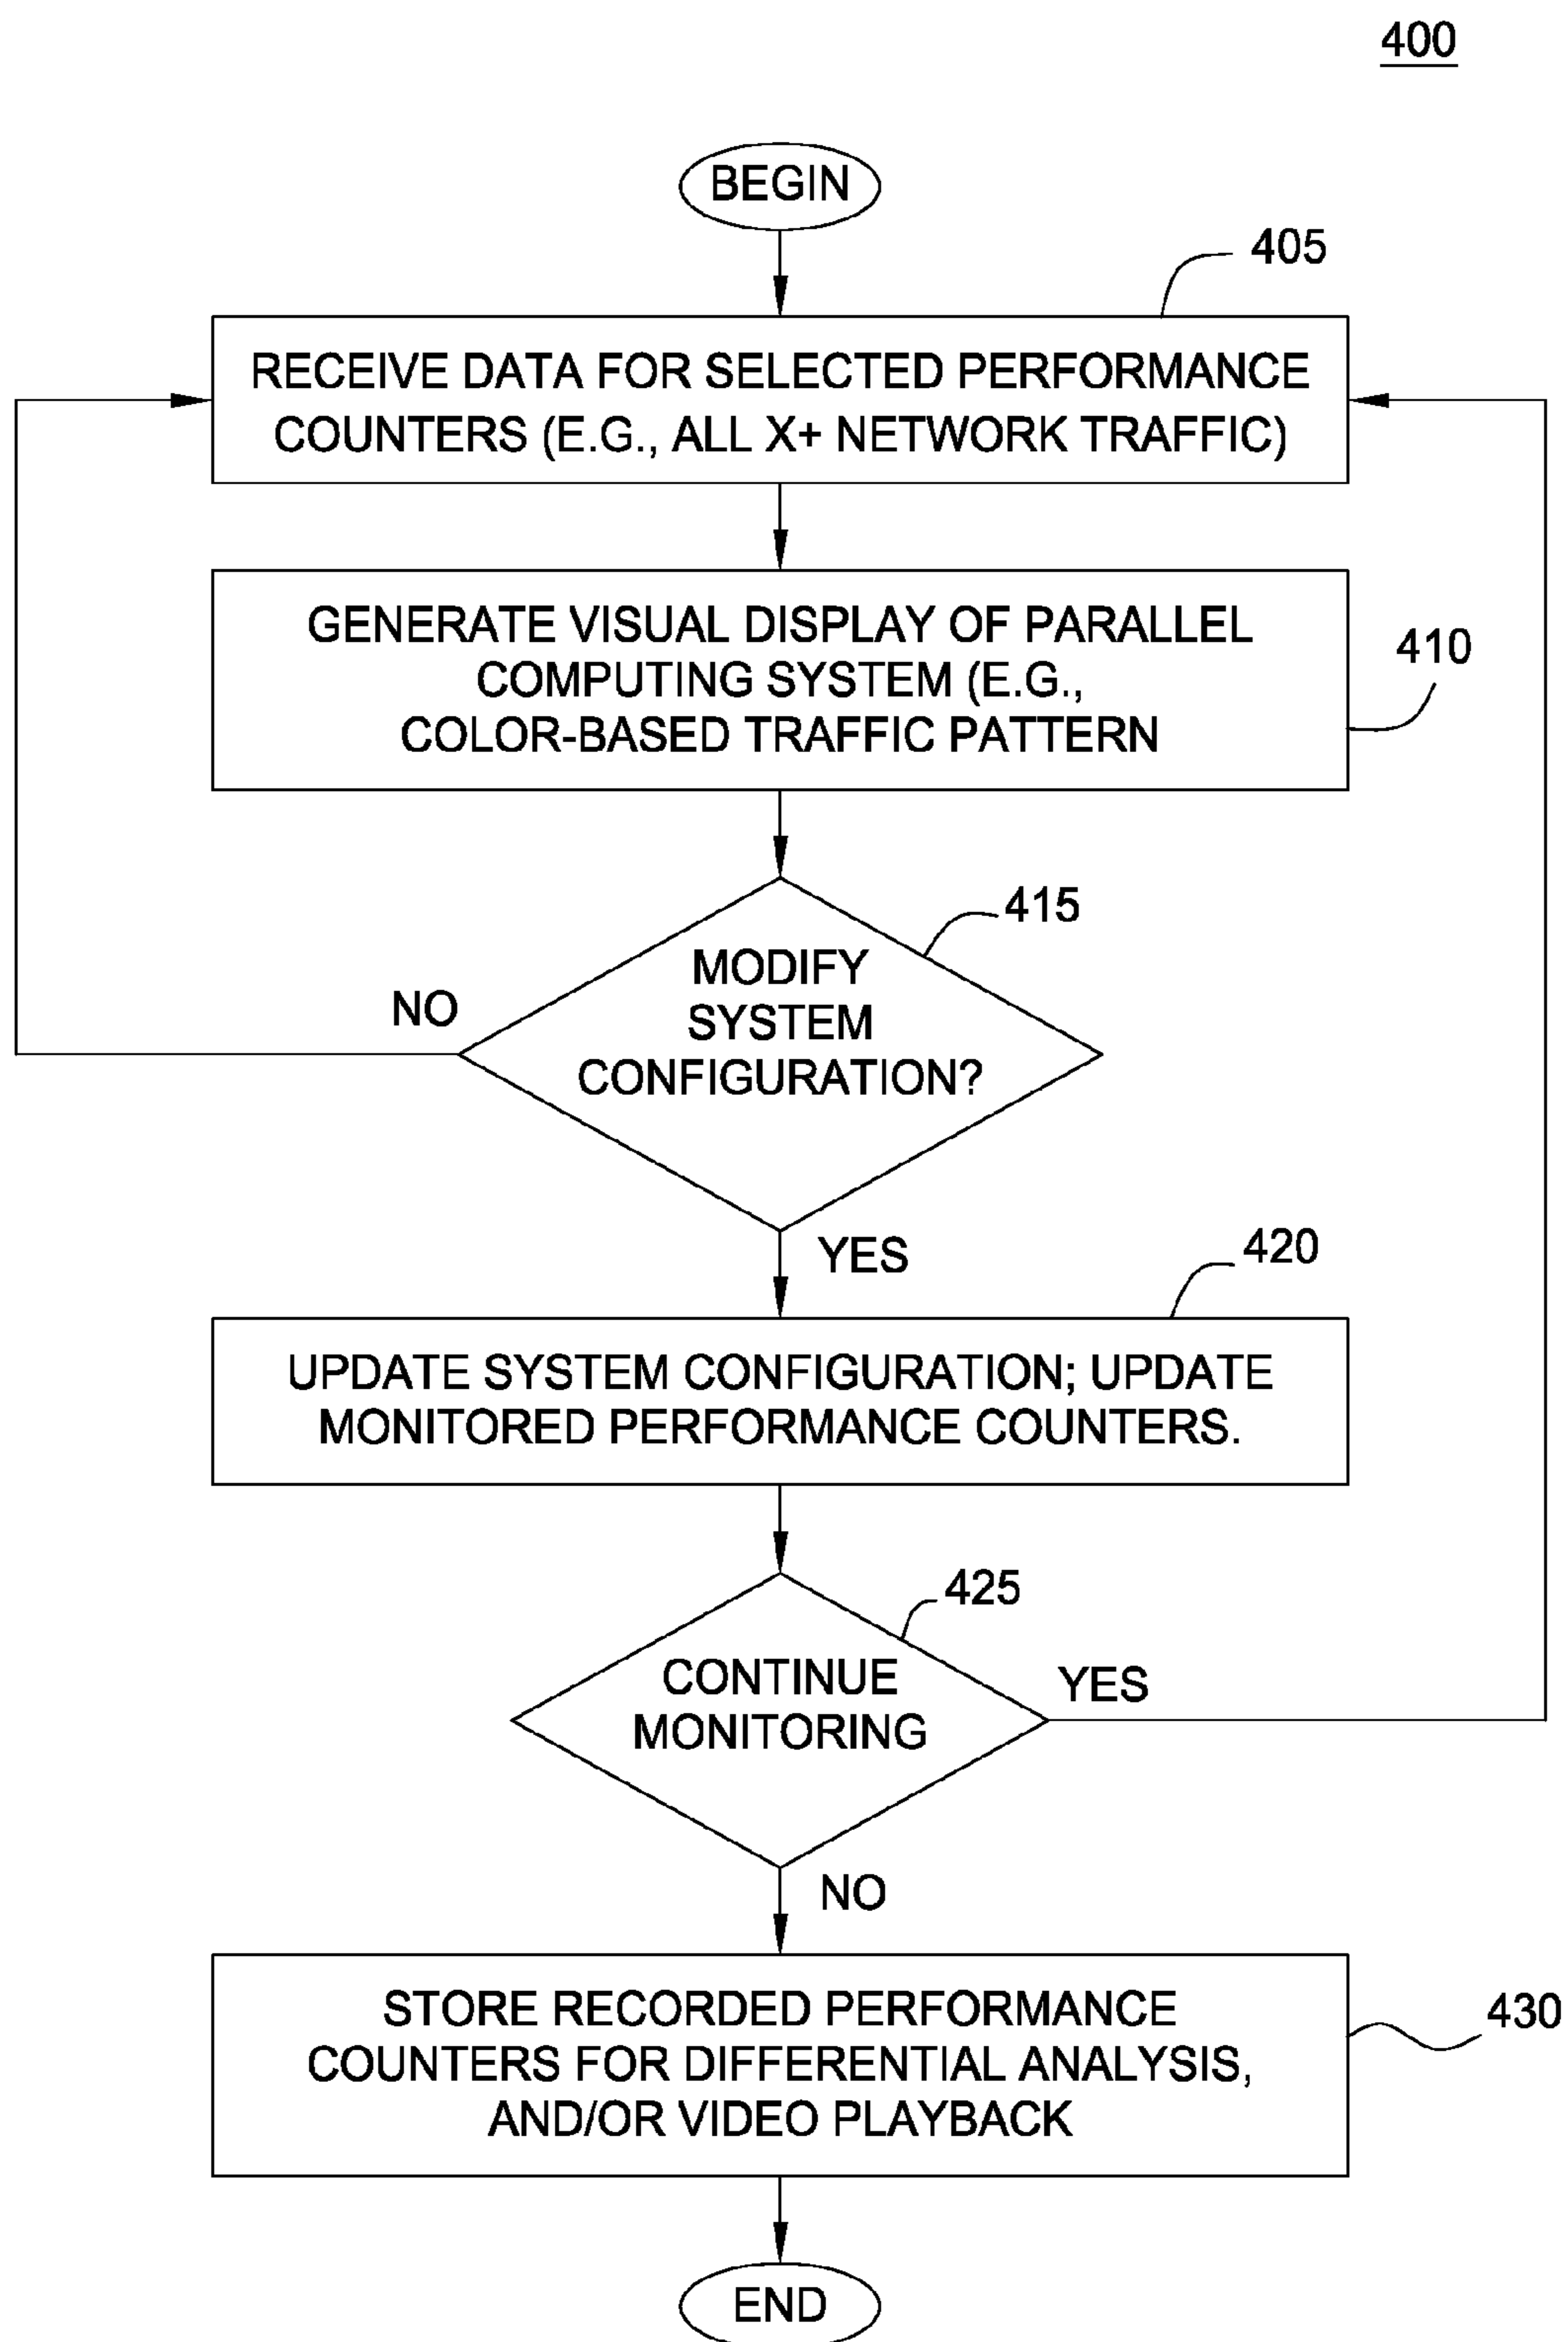 400
BEGIN
405
RECEIVE DATA FOR SELECTED PERFORMANCE
COUNTERS (E.G., ALL X+ NETWORK TRAFFIC)
GENERATE VISUAL DISPLAY OF PARALLEL
COMPUTING SYSTEM (E.G.,
COLOR-BASED TRAFFIC PATTERN
410
415
MODIFY
SYSTEM
CONFIGURATION?
NO
YES
420
UPDATE SYSTEM CONFIGURATION; UPDATE
MONITORED PERFORMANCE COUNTERS.
425
CONTINUE
MONITORING
YES
NO
STORE RECORDED PERFORMANCE
COUNTERS FOR DIFFERENTIAL ANALYSIS,
AND/OR VIDEO PLAYBACK
430
END